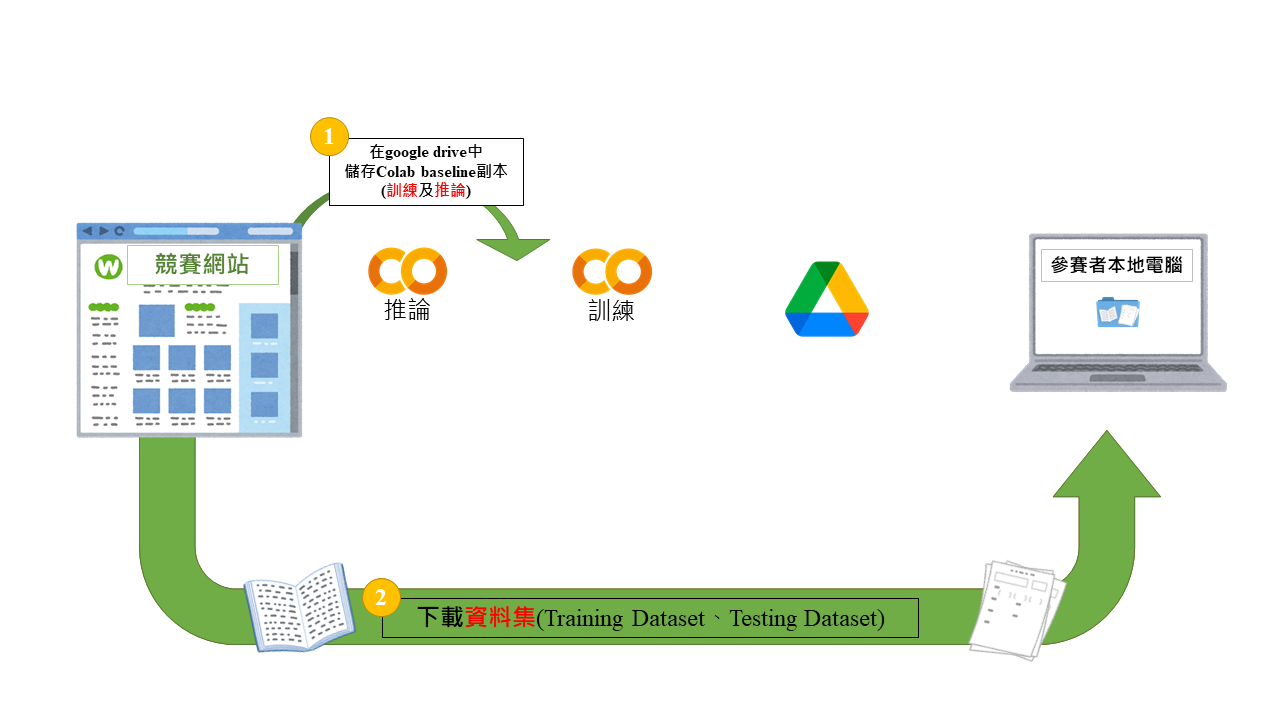 1
在google drive中
儲存Colab baseline副本
(訓練及推論)
W
競賽網站
推論
訓練
參賽者本地電腦
2
下載資料集(Training Dataset、Testing Dataset)